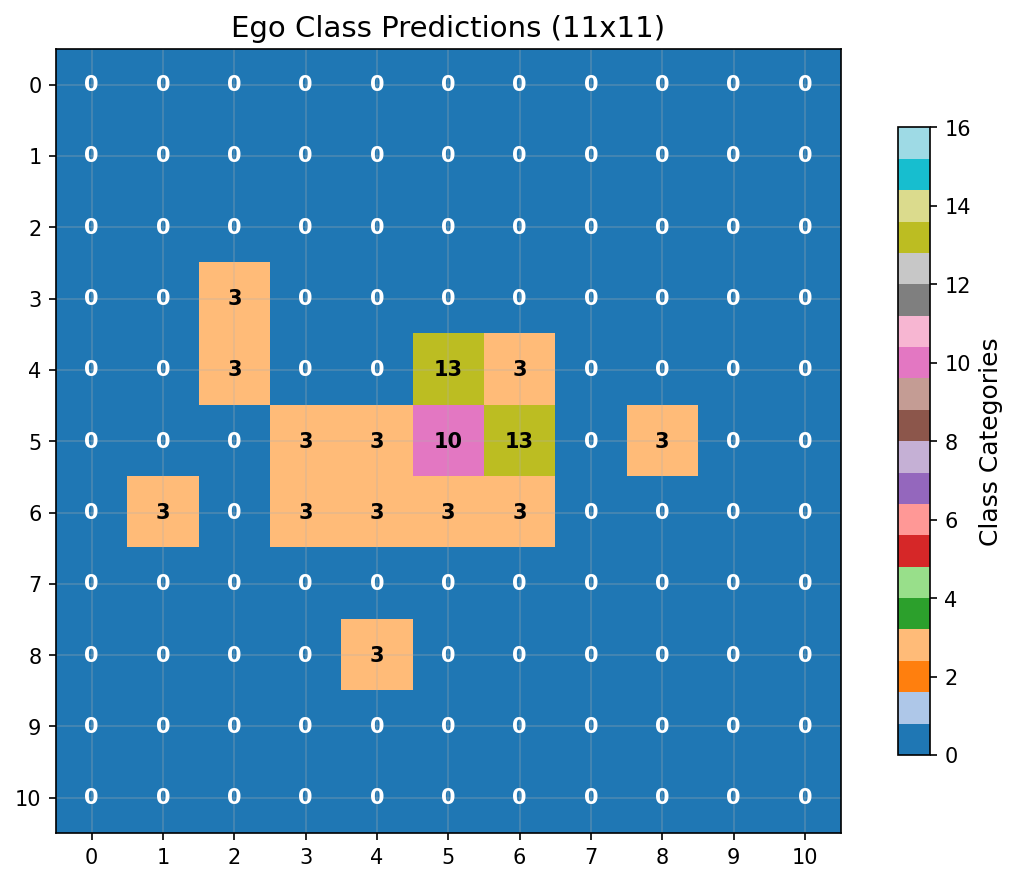 Ego Class Predictions (11x11)
0 0 0 0 0 0 0 0 0 0 0 0
1 0 0 0 0 0 0 0 0 0 0 0
2 0 0 0 0 0 0 0 0 0 0 0
3 0 0 3 0 0 0 0 0 0 0 0
4 0 0 3 0 0 13 3 0 0 0 0
5 0 0 0 3 3 10 13 0 3 0 0
6 0 3 0 3 3 3 3 0 0 0 0
7 0 0 0 0 0 0 0 0 0 0 0
8 0 0 0 0 3 0 0 0 0 0 0
9 0 0 0 0 0 0 0 0 0 0 0
10 0 0 0 0 0 0 0 0 0 0 0
0 1 2 3 4 5 6 7 8 9 10
16
14
12
10
8
6
4
2
0
Class Categories